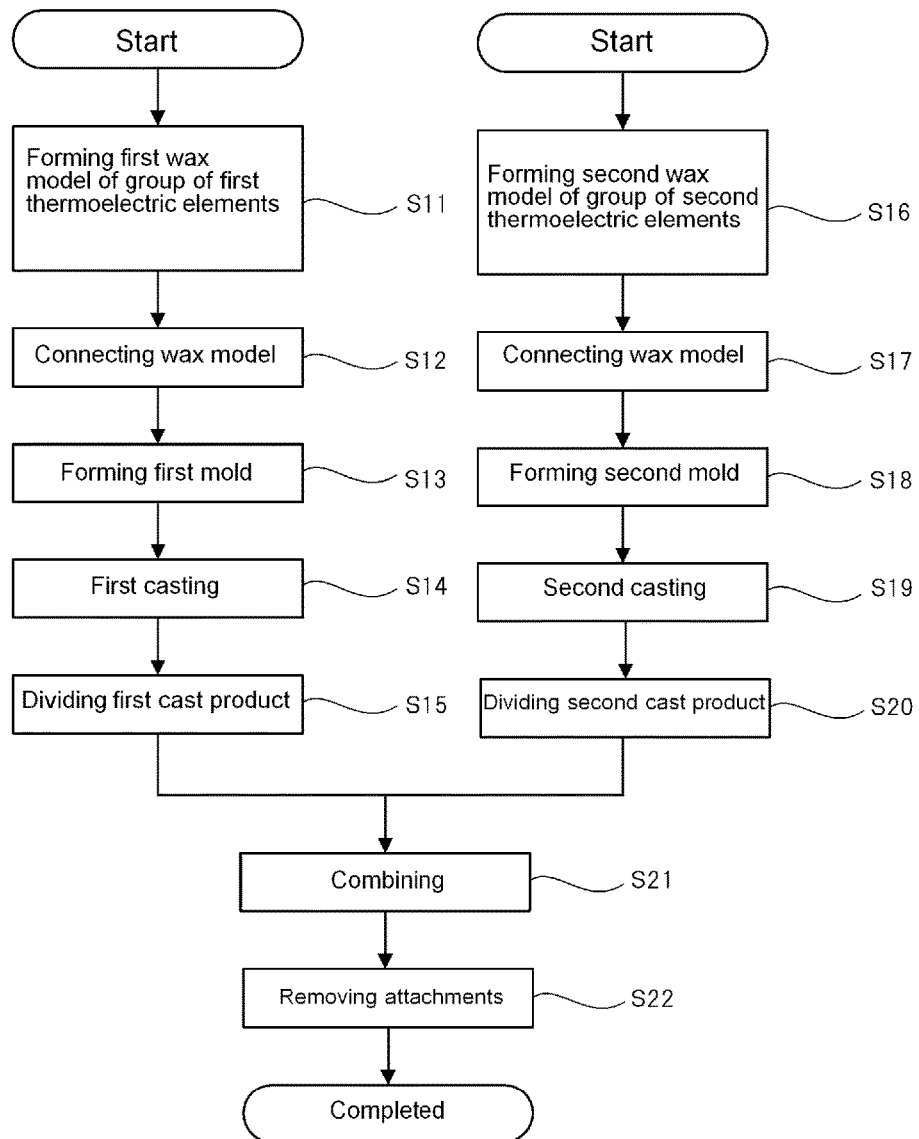 Start
Forming first wax
model of group of first
thermoelectric elements
S11
Connecting wax model
S12
Forming first mold
S13
First casting
S14
Dividing first cast product
S15
Start
Forming second wax
model of group of second
thermoelectric elements
S16
Connecting wax model
S17
Forming second mold
S18
Second casting
S19
Dividing second cast product
S20
Combining
S21
Removing attachments
S22
Completed